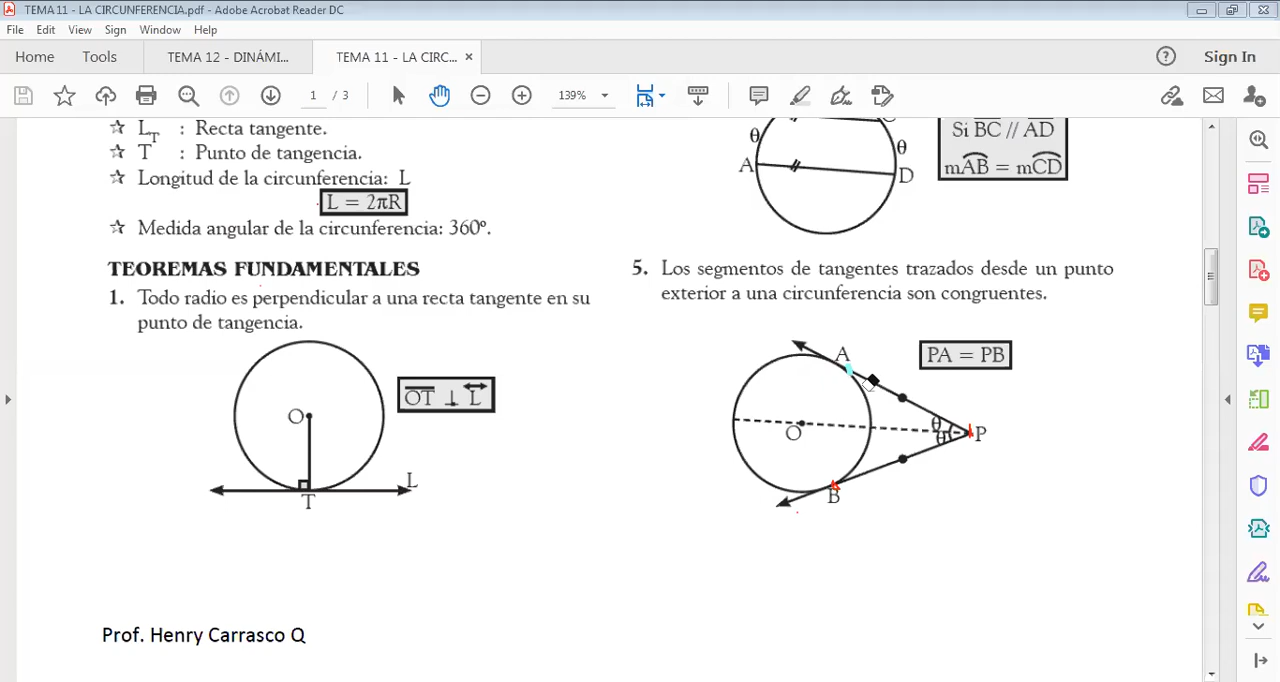 TEMA 11 - LA CIRCUNFERENCIA.pdf - Adobe Acrobat Reader DC
File Edit View Sign Window Help
Home Tools TEMA 12 - DINÁMI... TEMA 11 - LA CIRC... × ? Sign In
1 / 3 139%
☆ L_T : Recta tangente.
☆ T : Punto de tangencia.
☆ Longitud de la circunferencia: L
L = 2πR
☆ Medida angular de la circunferencia: 360º.
TEOREMAS FUNDAMENTALES
1. Todo radio es perpendicular a una recta tangente en su
punto de tangencia.
O
OT ⊥ L
L
T
Prof. Henry Carrasco Q
θ
θ
A
D
Si BC // AD
mAB = mCD
5. Los segmentos de tangentes trazados desde un punto
exterior a una circunferencia son congruentes.
A
PA = PB
θ
θ
P
O
B